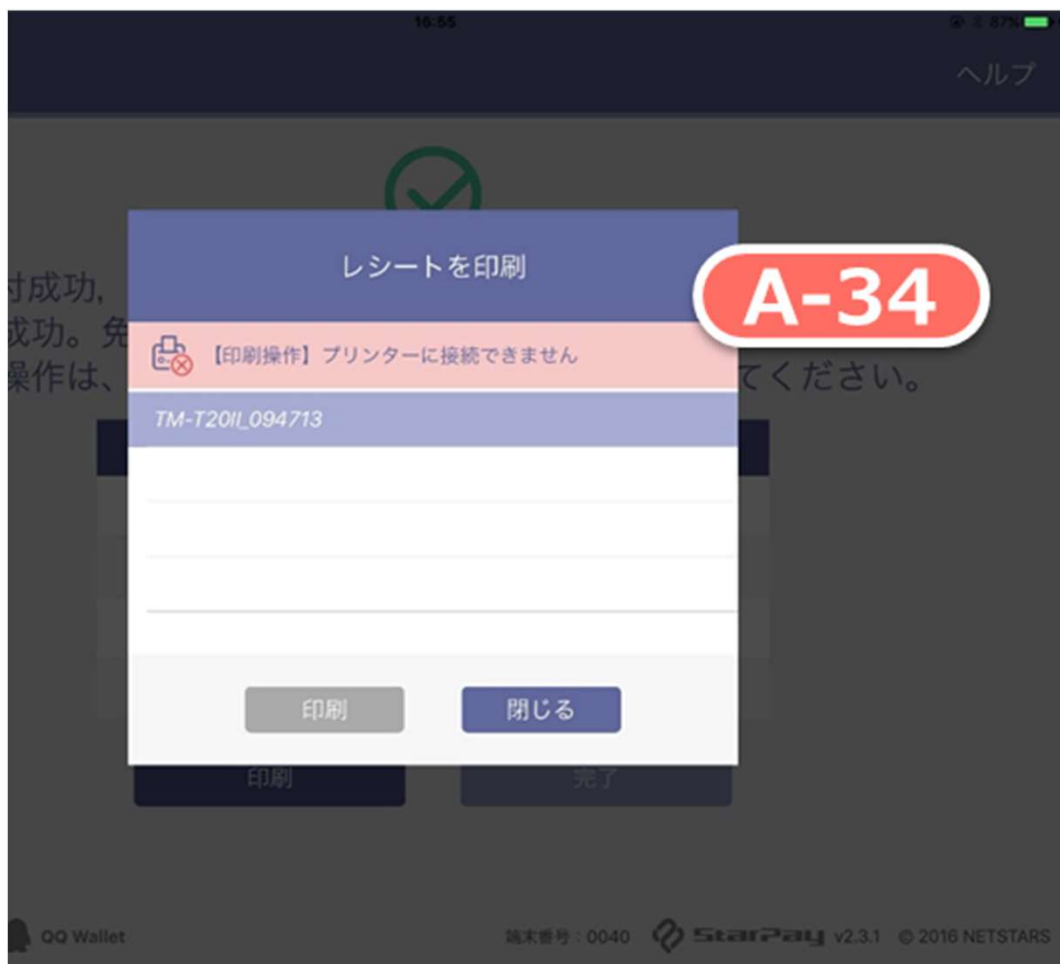 16:55
87%
ヘルプ
レシートを印刷
A-34
付成功,
成功。免
【印刷操作】プリンターに接続できません
操作は、
てください。
TM-T20II_094713
印刷
閉じる
印刷
完了
QQ Wallet
端末番号:0040
StarPay v2.3.1 © 2016 NETSTARS